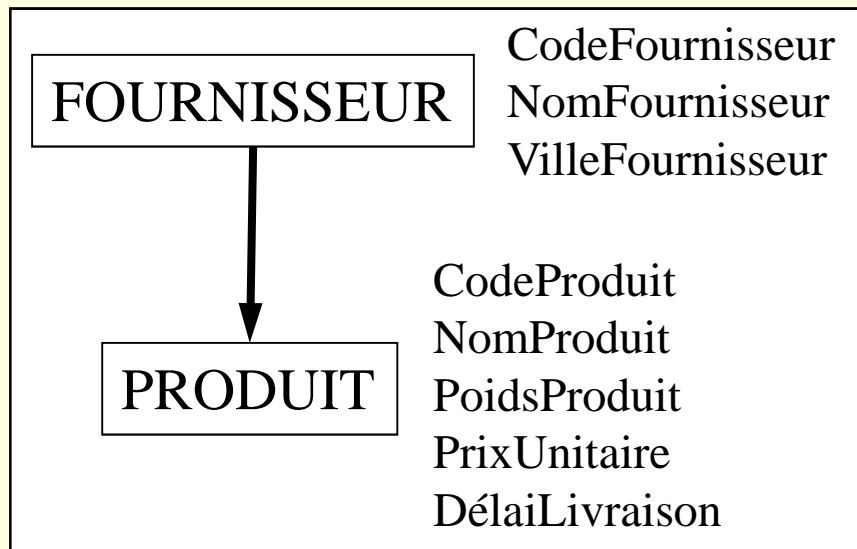 FOURNISSEUR
CodeFournisseur
NomFournisseur
VilleFournisseur
PRODUIT
CodeProduit
NomProduit
PoidsProduit
PrixUnitaire
DélaiLivraison